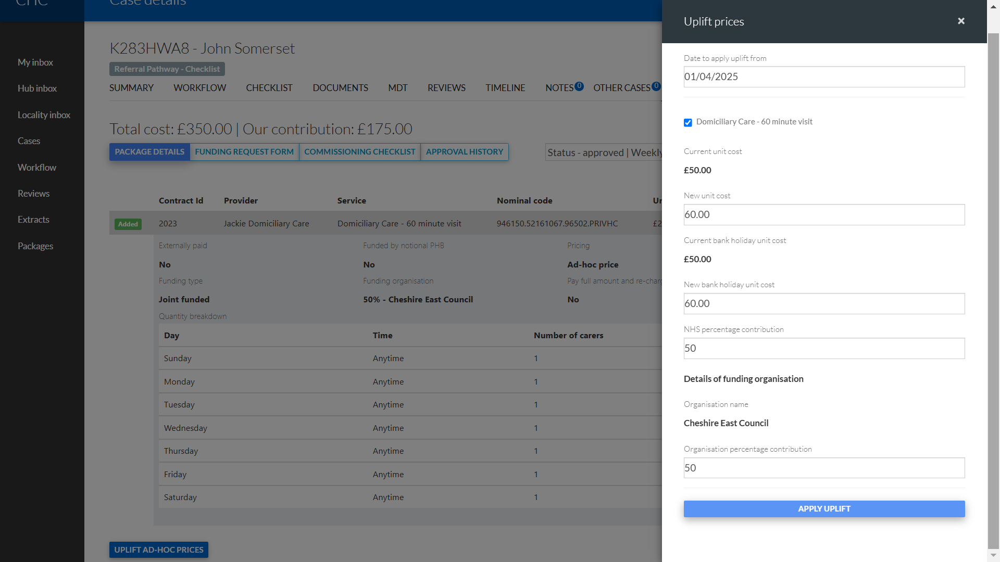 CHC
Case details
My inbox
Hub inbox
Locality inbox
Cases
Workflow
Reviews
Extracts
Packages
K283HWA8 - John Somerset
Referral Pathway - Checklist
SUMMARY WORKFLOW CHECKLIST DOCUMENTS MDT REVIEWS TIMELINE NOTES 0 OTHER CASES 0
Total cost: £350.00 | Our contribution: £175.00
PACKAGE DETAILS FUNDING REQUEST FORM COMMISSIONING CHECKLIST APPROVAL HISTORY
Status - approved | Weekly
Contract Id Provider Service Nominal code
Added 2023 Jackie Domiciliary Care Domiciliary Care - 60 minute visit 946150.52161067.96502.PRIVHC
Externally paid Funded by notional PHB Pricing
No No Ad-hoc price
Funding type Funding organisation Pay full amount and re-charg
Joint funded 50% - Cheshire East Council No
Quantity breakdown
Day Time Number of carers
Sunday Anytime 1
Monday Anytime 1
Tuesday Anytime 1
Wednesday Anytime 1
Thursday Anytime 1
Friday Anytime 1
Saturday Anytime 1
UPLIFT AD-HOC PRICES
Uplift prices
Date to apply uplift from
01/04/2025
Domiciliary Care - 60 minute visit
Current unit cost
£50.00
New unit cost
60.00
Current bank holiday unit cost
£50.00
New bank holiday unit cost
60.00
NHS percentage contribution
50
Details of funding organisation
Organisation name
Cheshire East Council
Organisation percentage contribution
50
APPLY UPLIFT